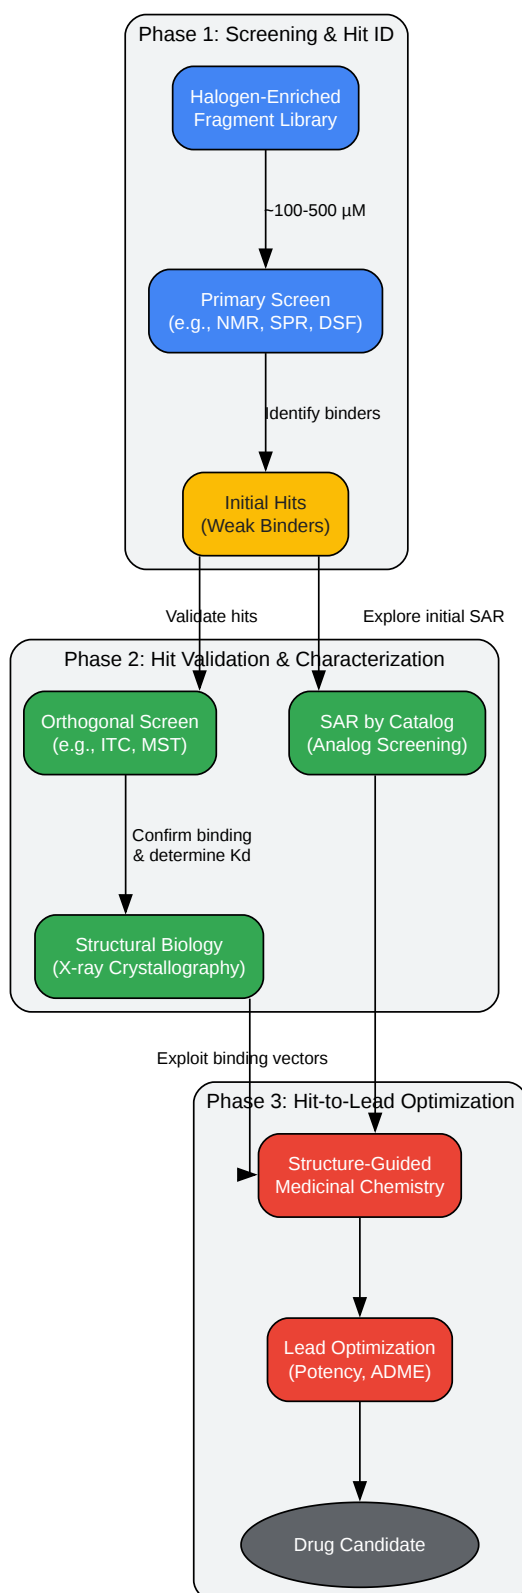 Phase 1: Screening & Hit ID
Halogen-Enriched
Fragment Library
~100-500 µM
Primary Screen
(e.g., NMR, SPR, DSF)
Identify binders
Initial Hits
(Weak Binders)
Validate hits
Explore initial SAR
Phase 2: Hit Validation & Characterization
Orthogonal Screen
(e.g., ITC, MST)
SAR by Catalog
(Analog Screening)
Confirm binding
& determine Kd
Structural Biology
(X-ray Crystallography)
Exploit binding vectors
Phase 3: Hit-to-Lead Optimization
Structure-Guided
Medicinal Chemistry
Lead Optimization
(Potency, ADME)
Drug Candidate